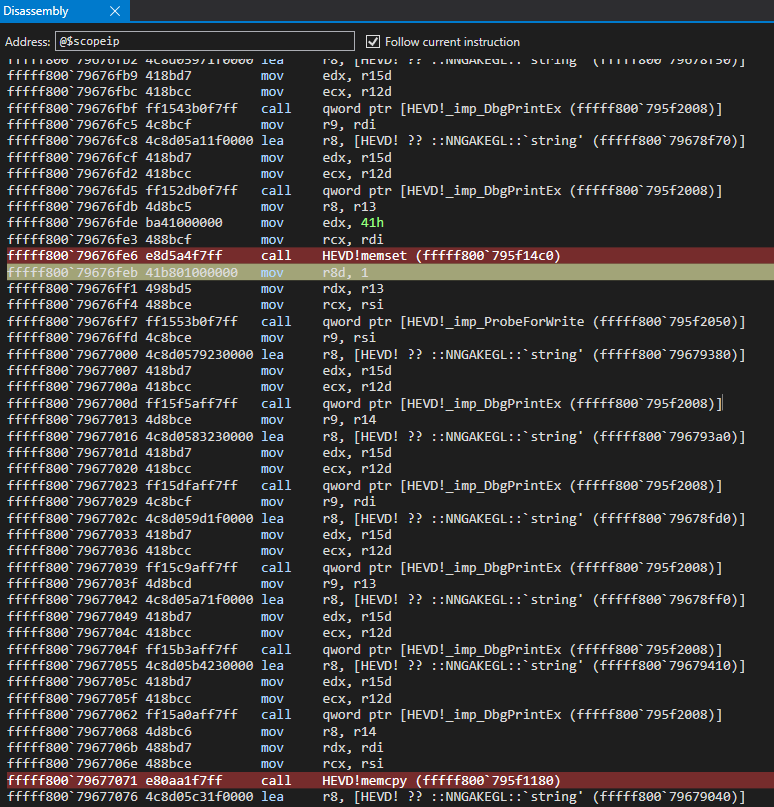 Disassembly
Address: @$scopeip Follow current instruction
fffff800`79676fb2 4c8d05971f0000 lea r8, [HEVD! ?? ::NNGAKEGL::`string' (fffff800`79678f50)]
fffff800`79676fb9 418bd7 mov edx, r15d
fffff800`79676fbc 418bcc mov ecx, r12d
fffff800`79676fbf ff1543b0f7ff call qword ptr [HEVD!_imp_DbgPrintEx (fffff800`795f2008)]
fffff800`79676fc5 4c8bcf mov r9, rdi
fffff800`79676fc8 4c8d05a11f0000 lea r8, [HEVD! ?? ::NNGAKEGL::`string' (fffff800`79678f70)]
fffff800`79676fcf 418bd7 mov edx, r15d
fffff800`79676fd2 418bcc mov ecx, r12d
fffff800`79676fd5 ff152db0f7ff call qword ptr [HEVD!_imp_DbgPrintEx (fffff800`795f2008)]
fffff800`79676fdb 4d8bc5 mov r8, r13
fffff800`79676fde ba41000000 mov edx, 41h
fffff800`79676fe3 488bcf mov rcx, rdi
fffff800`79676fe6 e8d5a4f7ff call HEVD!memset (fffff800`795f14c0)
fffff800`79676feb 41b801000000 mov r8d, 1
fffff800`79676ff1 498bd5 mov rdx, r13
fffff800`79676ff4 488bce mov rcx, rsi
fffff800`79676ff7 ff1553b0f7ff call qword ptr [HEVD!_imp_ProbeForWrite (fffff800`795f2050)]
fffff800`79676ffd 4c8bce mov r9, rsi
fffff800`79677000 4c8d0579230000 lea r8, [HEVD! ?? ::NNGAKEGL::`string' (fffff800`79679380)]
fffff800`79677007 418bd7 mov edx, r15d
fffff800`7967700a 418bcc mov ecx, r12d
fffff800`7967700d ff15f5aff7ff call qword ptr [HEVD!_imp_DbgPrintEx (fffff800`795f2008)]
fffff800`79677013 4d8bce mov r9, r14
fffff800`79677016 4c8d0583230000 lea r8, [HEVD! ?? ::NNGAKEGL::`string' (fffff800`796793a0)]
fffff800`7967701d 418bd7 mov edx, r15d
fffff800`79677020 418bcc mov ecx, r12d
fffff800`79677023 ff15dfaff7ff call qword ptr [HEVD!_imp_DbgPrintEx (fffff800`795f2008)]
fffff800`79677029 4c8bcf mov r9, rdi
fffff800`7967702c 4c8d059d1f0000 lea r8, [HEVD! ?? ::NNGAKEGL::`string' (fffff800`79678fd0)]
fffff800`79677033 418bd7 mov edx, r15d
fffff800`79677036 418bcc mov ecx, r12d
fffff800`79677039 ff15c9aff7ff call qword ptr [HEVD!_imp_DbgPrintEx (fffff800`795f2008)]
fffff800`7967703f 4d8bcd mov r9, r13
fffff800`79677042 4c8d05a71f0000 lea r8, [HEVD! ?? ::NNGAKEGL::`string' (fffff800`79678ff0)]
fffff800`79677049 418bd7 mov edx, r15d
fffff800`7967704c 418bcc mov ecx, r12d
fffff800`7967704f ff15b3aff7ff call qword ptr [HEVD!_imp_DbgPrintEx (fffff800`795f2008)]
fffff800`79677055 4c8d05b4230000 lea r8, [HEVD! ?? ::NNGAKEGL::`string' (fffff800`79679410)]
fffff800`7967705c 418bd7 mov edx, r15d
fffff800`7967705f 418bcc mov ecx, r12d
fffff800`79677062 ff15a0aff7ff call qword ptr [HEVD!_imp_DbgPrintEx (fffff800`795f2008)]
fffff800`79677068 4d8bc6 mov r8, r14
fffff800`7967706b 488bd7 mov rdx, rdi
fffff800`7967706e 488bce mov rcx, rsi
fffff800`79677071 e80aa1f7ff call HEVD!memcpy (fffff800`795f1180)
fffff800`79677076 4c8d05c31f0000 lea r8, [HEVD! ?? ::NNGAKEGL::`string' (fffff800`79679040)]